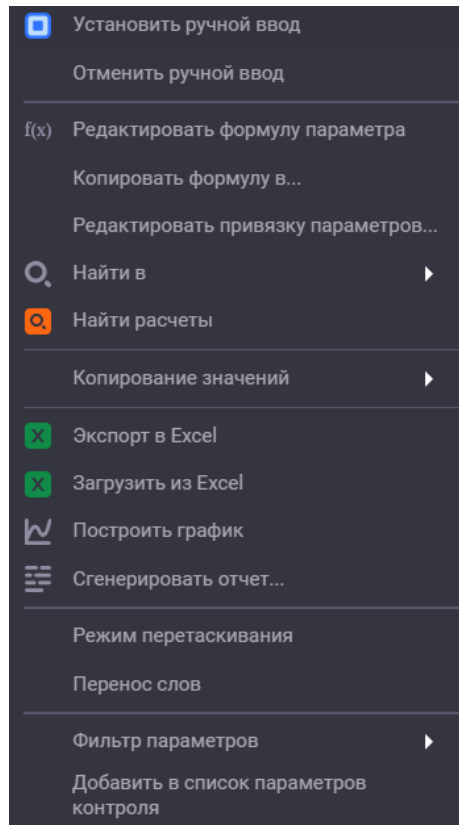 Установить ручной ввод
Отменить ручной ввод
f(x) Редактировать формулу параметра
Копировать формулу в...
Редактировать привязку параметров...
Найти в
Найти расчеты
Копирование значений
X Экспорт в Excel
X Загрузить из Excel
Построить график
Сгенерировать отчет...
Режим перетаскивания
Перенос слов
Фильтр параметров
Добавить в список параметров
контроля